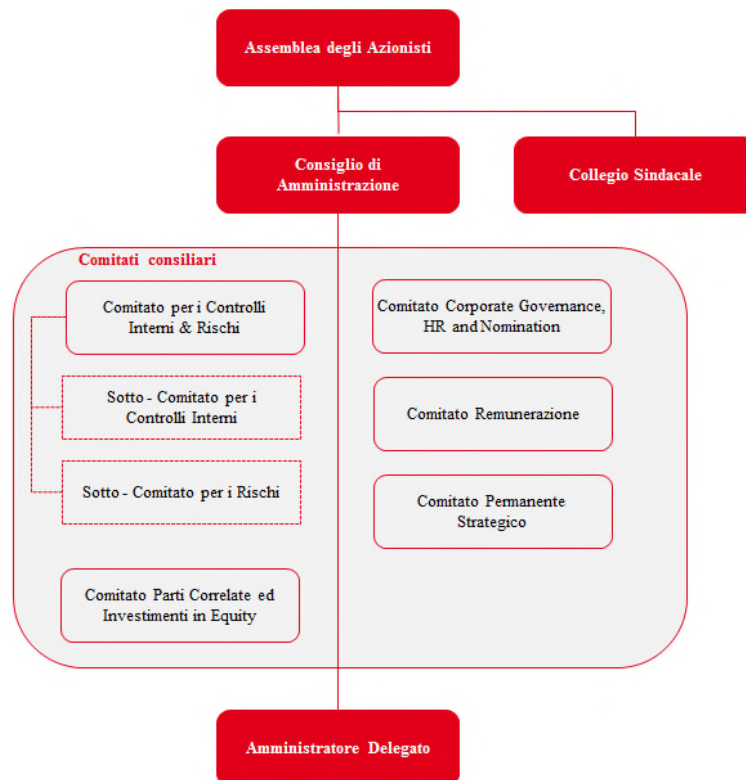 Assemblea degli Azionisti
Consiglio di
Amministrazione
Collegio Sindacale
Comitati consiliari
Comitato per i Controlli
Interni & Rischi
Sotto - Comitato per i
Controlli Interni
Sotto - Comitato per i Rischi
Comitato Parti Correlate ed
Investimenti in Equity
Comitato Corporate Governance,
HR and Nomination
Comitato Remunerazione
Comitato Permanente
Strategico
Amministratore Delegato